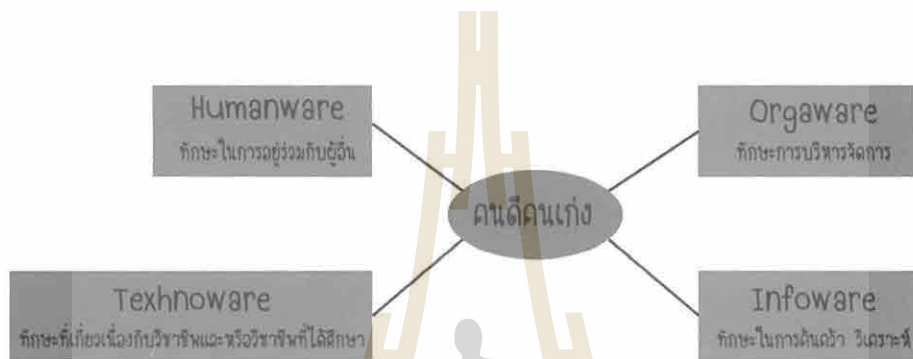 Humanware
ทักษะในการอยู่ร่วมกับผู้อื่น
Orgaware
ทักษะการบริหารจัดการ
คนดีคนเก่ง
Texhnoware
ทักษะที่เกี่ยวเนื่องกับวิชาชีพและหรือวิชาชีพที่ได้ศึกษา
Infoware
ทักษะในการค้นคว้า วิเคราะห์